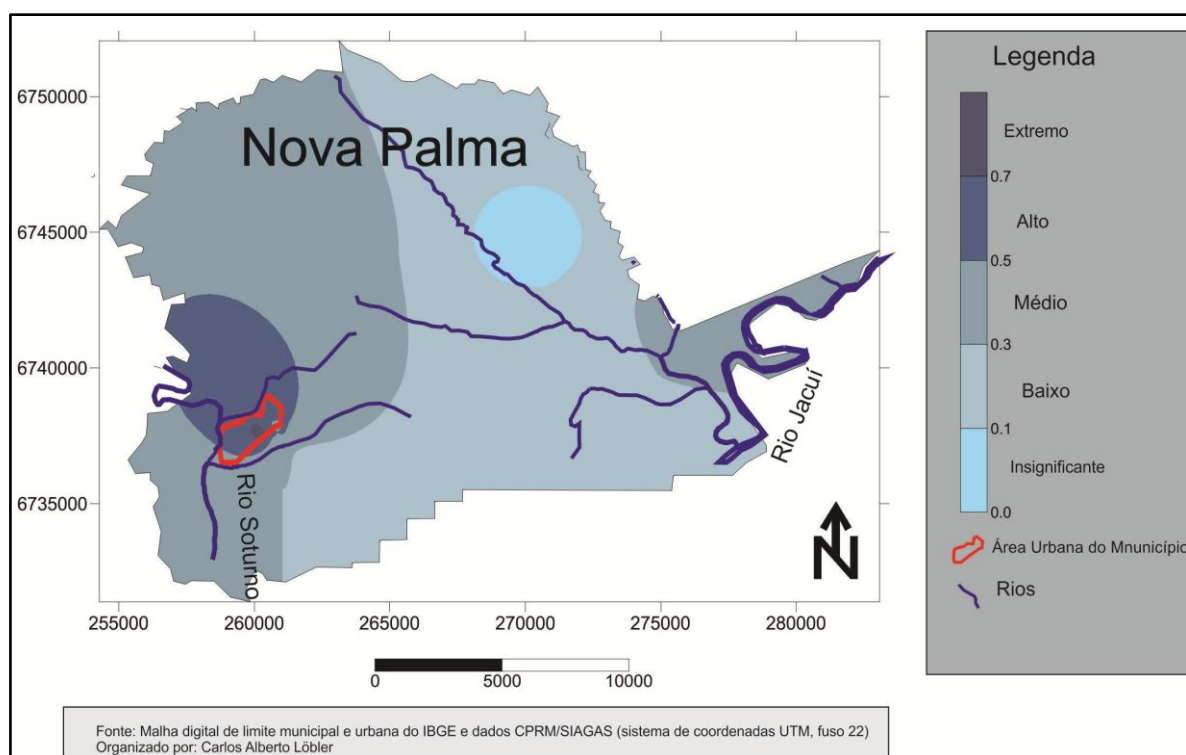 Nova Palma
6750000
6745000
6740000
6735000
255000
260000
265000
270000
275000
280000
Rio Soturno
Rio Jacuí
N
0
5000
10000
Legenda
Extremo
0.7
Alto
0.5
Médio
0.3
Baixo
0.1
Insignificante
0.0
Área Urbana do Mnunicípio
Rios
Fonte: Malha digital de limite municipal e urbana do IBGE e dados CPRM/SIAGAS (sistema de coordenadas UTM, fuso 22)
Organizado por: Carlos Alberto Löbler